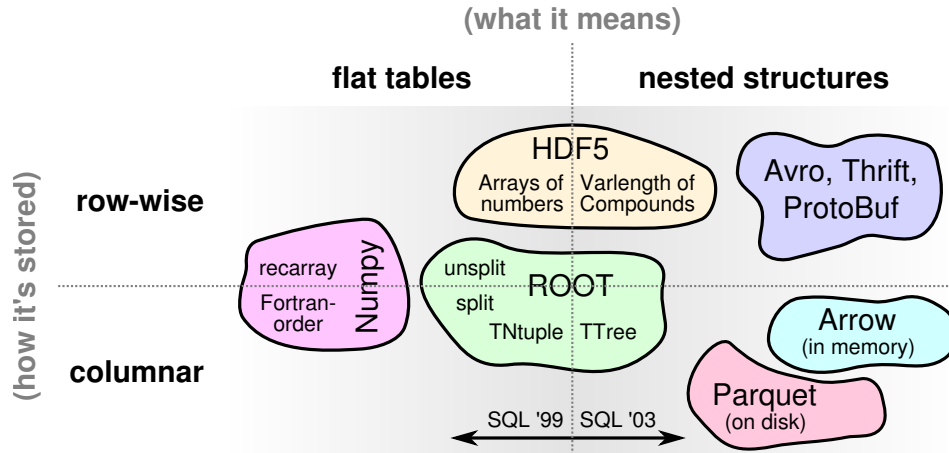 (what it means)
flat tables
nested structures
(how it's stored)
row-wise
columnar
HDF5
Arrays of
numbers
Varlength of
Compounds
Avro, Thrift,
ProtoBuf
recarray
Fortran-
order
Numpy
unsplit
split
ROOT
TNtuple
TTree
Arrow
(in memory)
Parquet
(on disk)
SQL '99
SQL '03